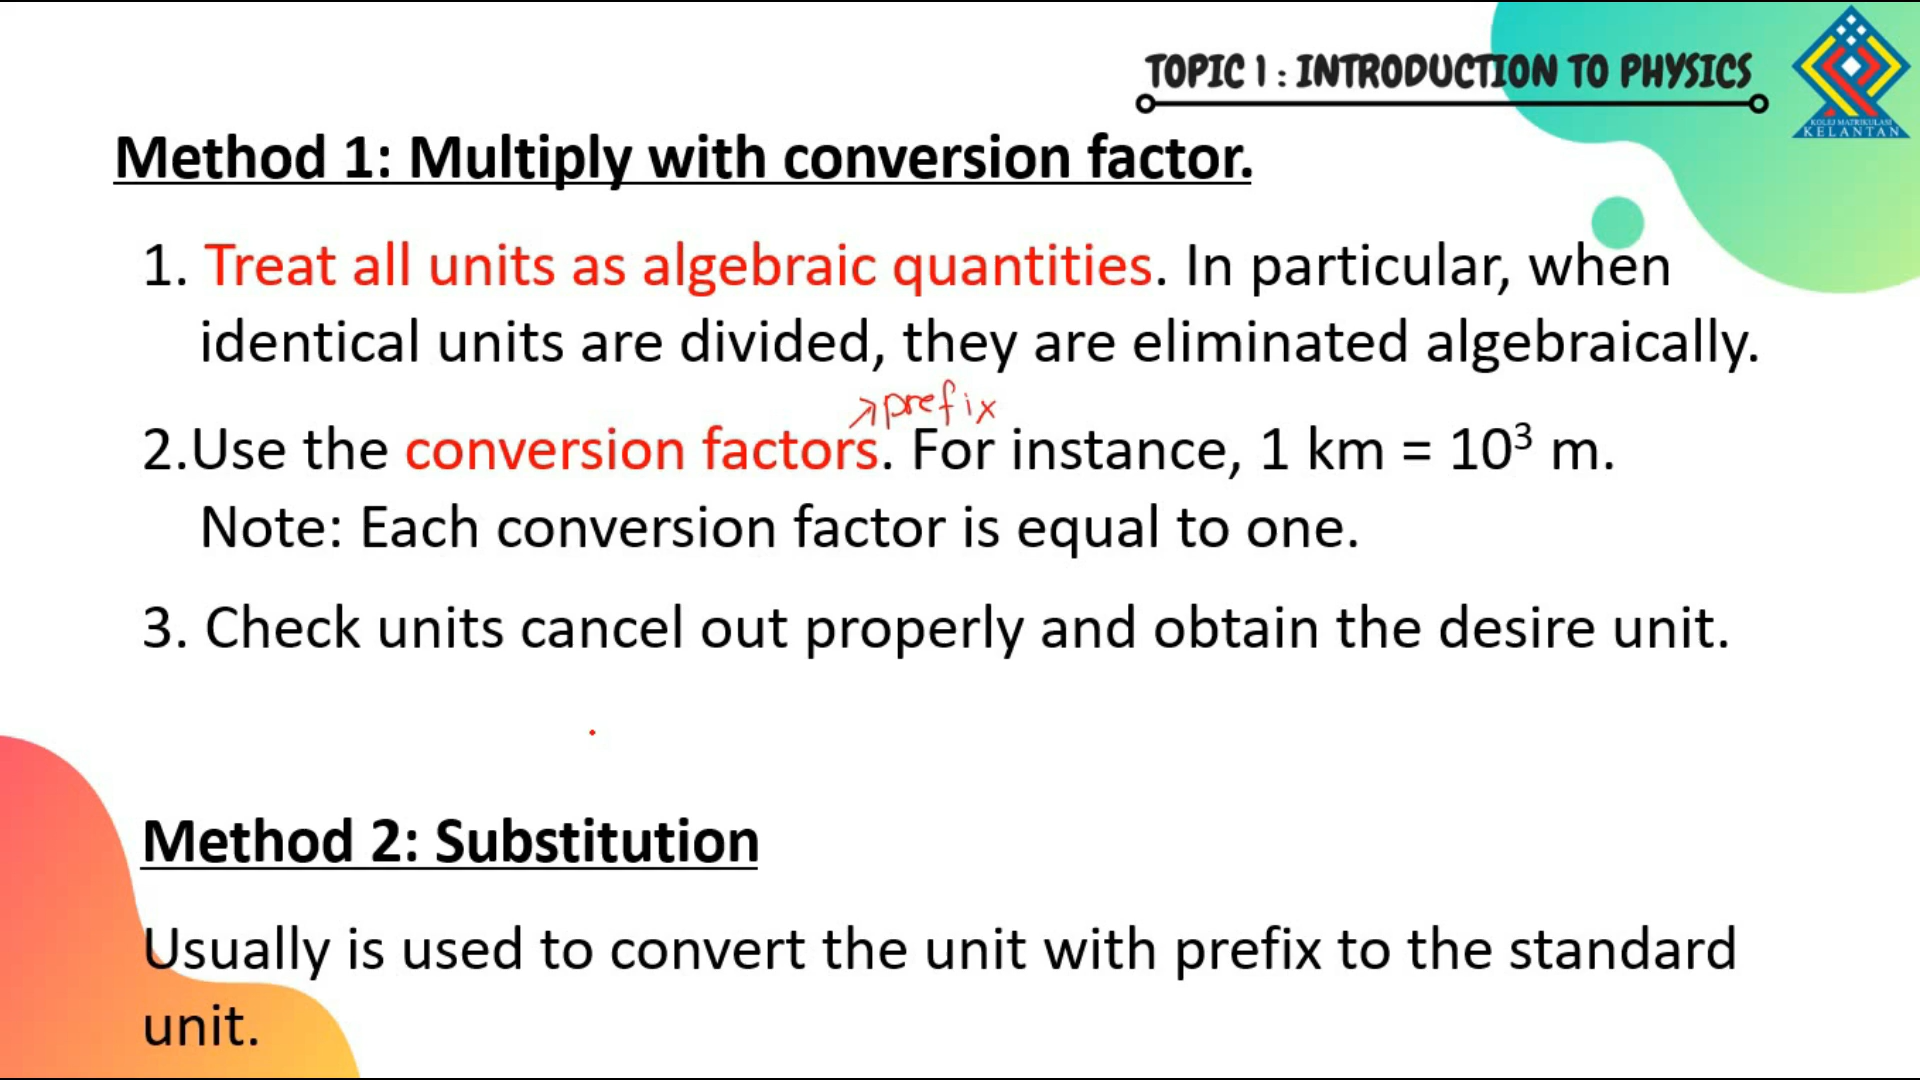 TOPIC 1 : INTRODUCTION TO PHYSICS
KOLEJ MATRIKULASI
KELANTAN
Method 1: Multiply with conversion factor.
1. Treat all units as algebraic quantities. In particular, when
identical units are divided, they are eliminated algebraically.
↗prefix
2.Use the conversion factors. For instance, 1 km = 10³ m.
Note: Each conversion factor is equal to one.
3. Check units cancel out properly and obtain the desire unit.
Method 2: Substitution
Usually is used to convert the unit with prefix to the standard
unit.